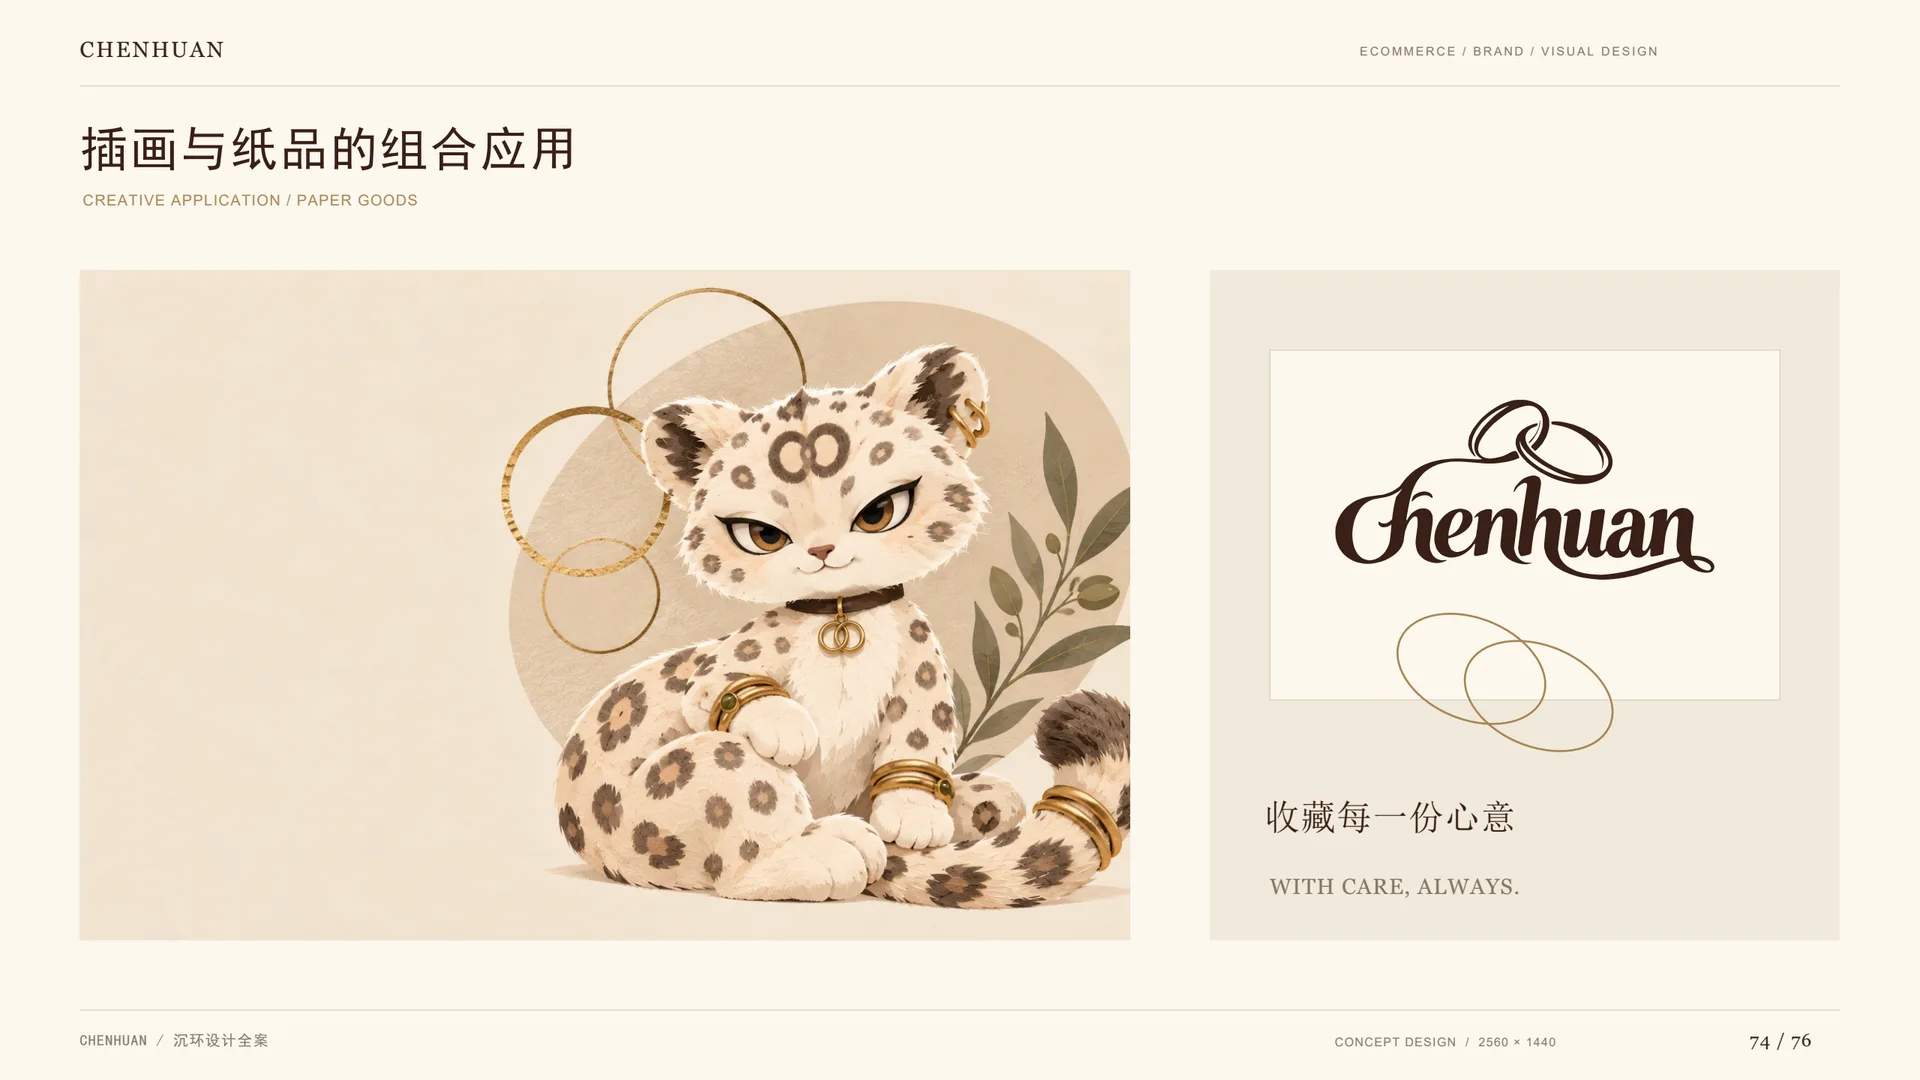 CHENHUAN
ECOMMERCE / BRAND / VISUAL DESIGN
插画与纸品的组合应用
CREATIVE APPLICATION / PAPER GOODS
Chenhuan
收藏每一份心意
WITH CARE, ALWAYS.
CHENHUAN / 沉环设计全案
CONCEPT DESIGN / 2560 × 1440
74 / 76